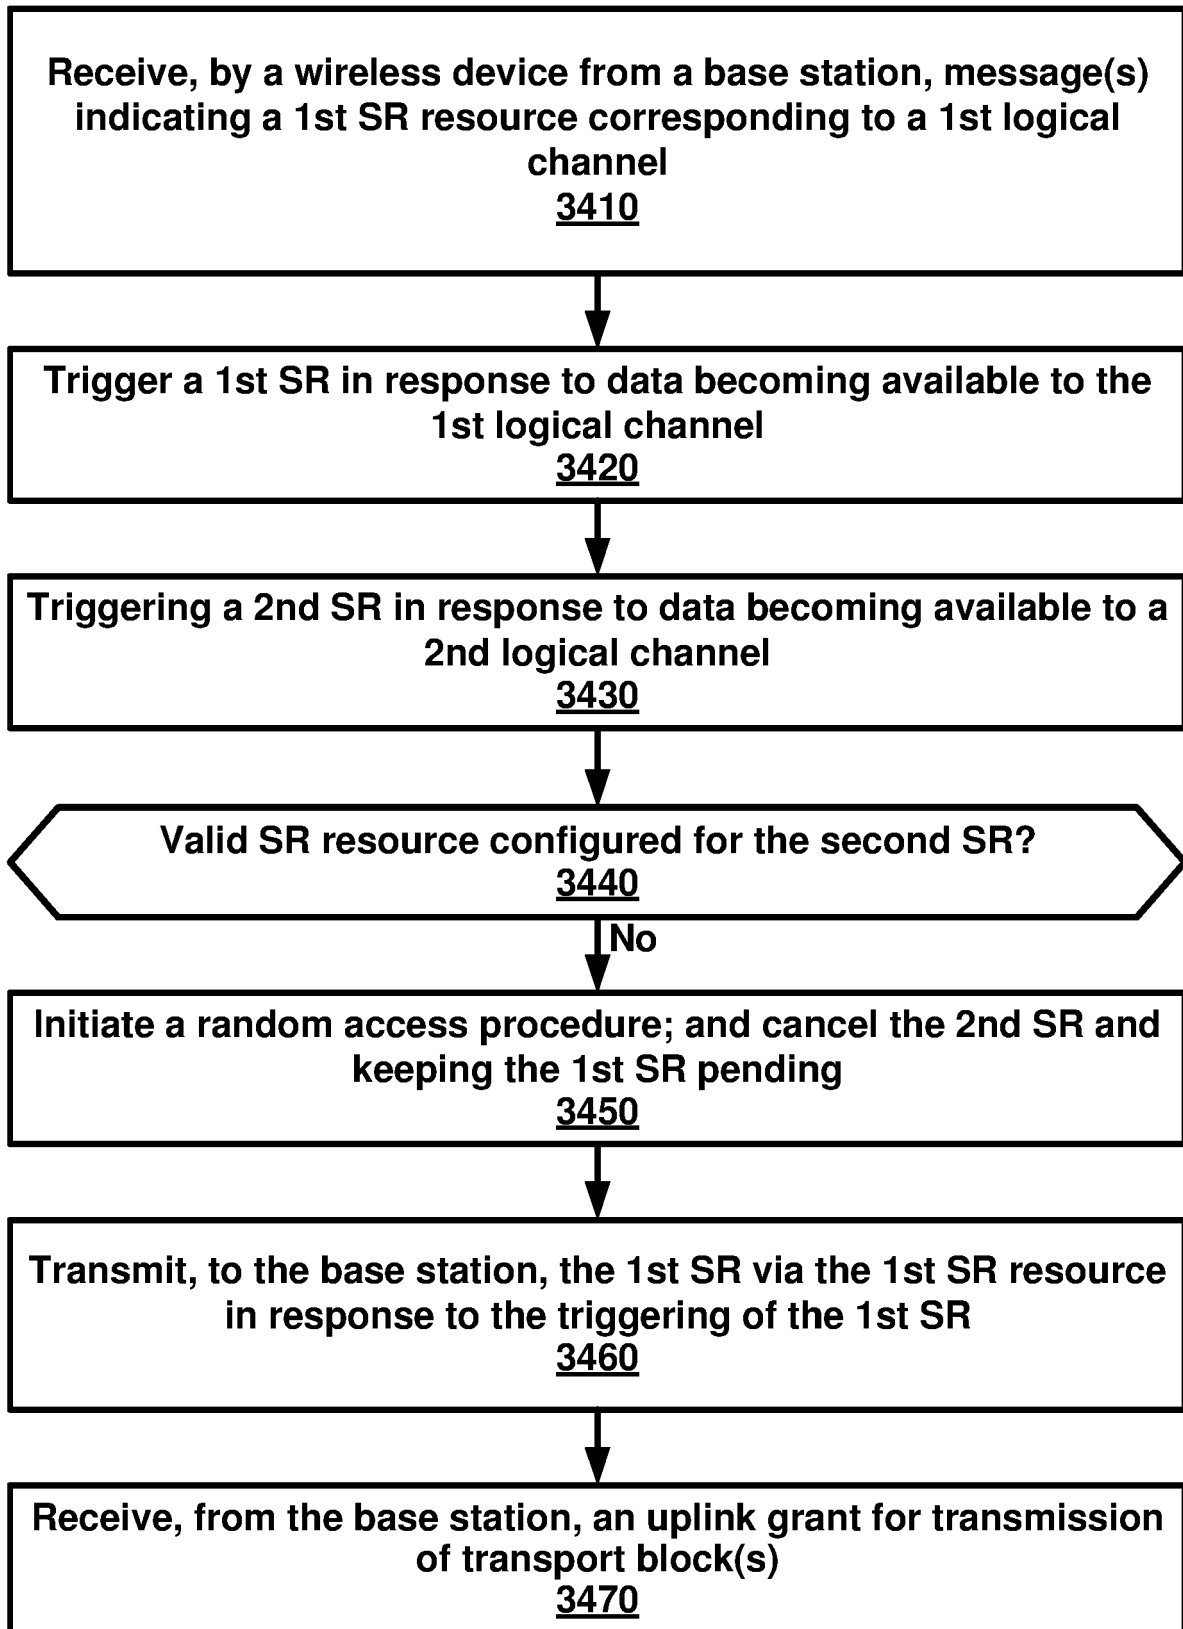 Receive, by a wireless device from a base station, message(s)
indicating a 1st SR resource corresponding to a 1st logical
channel
3410
Trigger a 1st SR in response to data becoming available to the
1st logical channel
3420
Triggering a 2nd SR in response to data becoming available to a
2nd logical channel
3430
Valid SR resource configured for the second SR?
3440
No
Initiate a random access procedure; and cancel the 2nd SR and
keeping the 1st SR pending
3450
Transmit, to the base station, the 1st SR via the 1st SR resource
in response to the triggering of the 1st SR
3460
Receive, from the base station, an uplink grant for transmission
of transport block(s)
3470